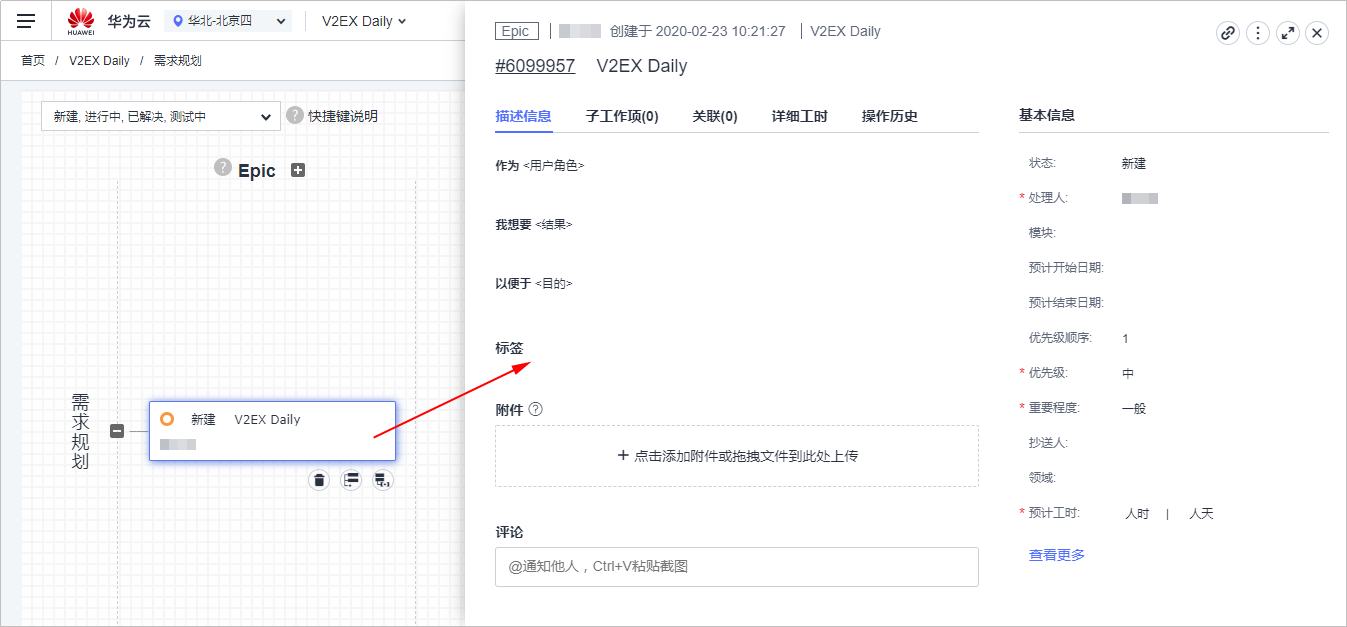 HUAWEI
华为云
华北-北京四
V2EX Daily
首页 / V2EX Daily / 需求规划
新建, 进行中, 已解决, 测试中
? 快捷键说明
? Epic
需求规划
新建 V2EX Daily
Epic | 创建于 2020-02-23 10:21:27 | V2EX Daily
#6099957 V2EX Daily
描述信息 子工作项(0) 关联(0) 详细工时 操作历史
作为 <用户角色>
我想要 <结果>
以便于 <目的>
标签
附件 ?
+ 点击添加附件或拖拽文件到此处上传
评论
@通知他人，Ctrl+V粘贴截图
基本信息
状态: 新建
* 处理人:
模块:
预计开始日期:
预计结束日期:
优先级顺序: 1
* 优先级: 中
* 重要程度: 一般
抄送人:
领域:
* 预计工时: 人时 | 人天
查看更多